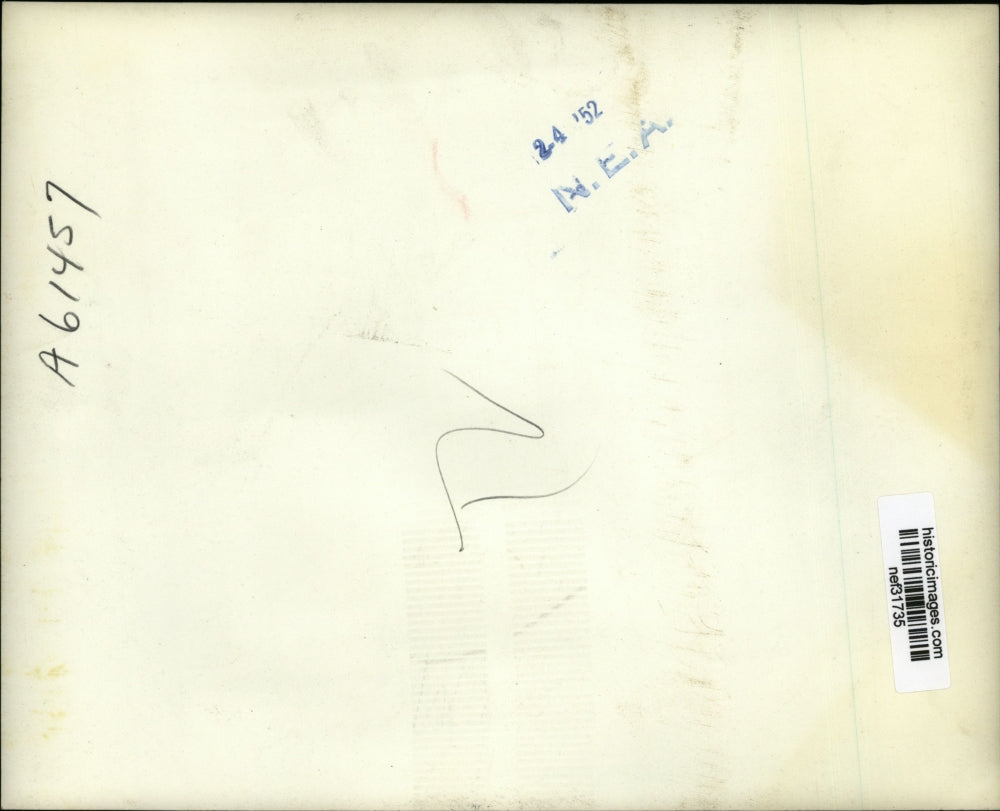 24 '52
N.E.A.
A61457
historicimages.com
nef31735